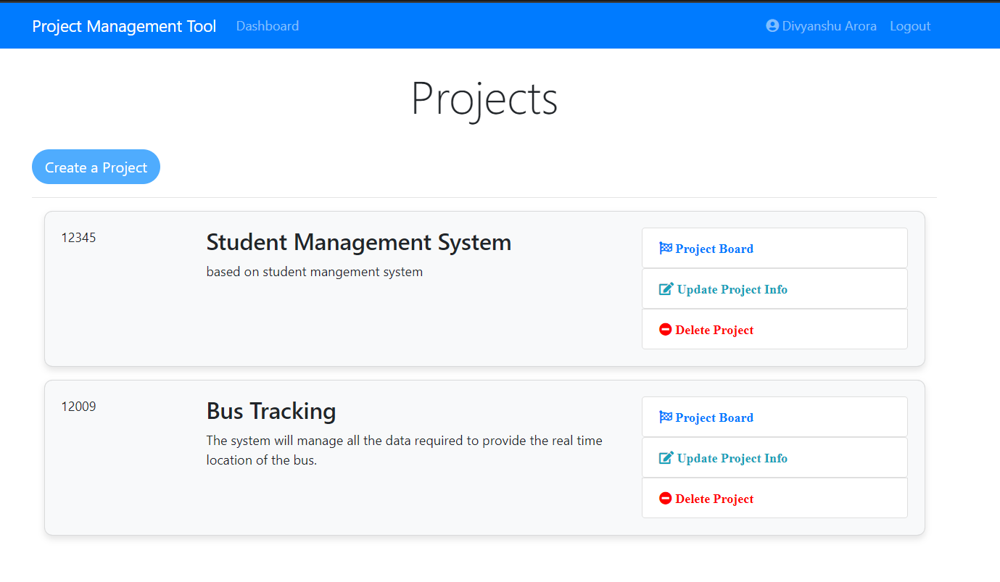 Project Management Tool Dashboard Divyanshu Arora Logout
Projects
Create a Project
12345
Student Management System
based on student mangement system
Project Board
Update Project Info
Delete Project
12009
Bus Tracking
The system will manage all the data required to provide the real time
location of the bus.
Project Board
Update Project Info
Delete Project